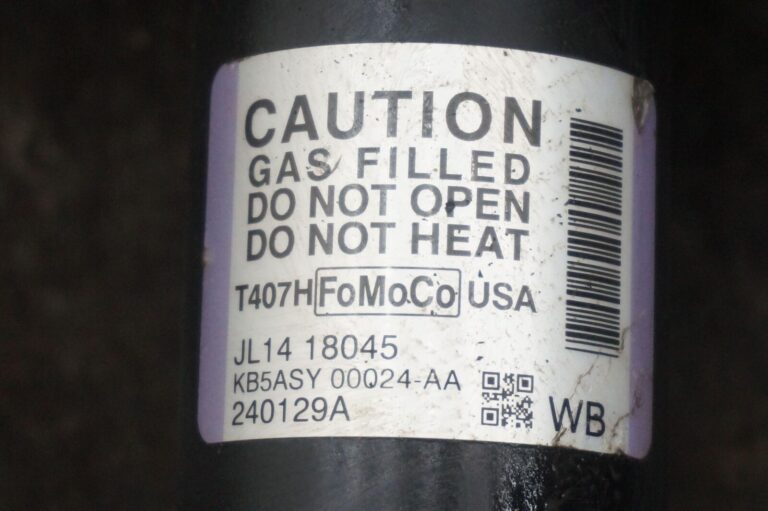 CAUTION
GAS FILLED
DO NOT OPEN
DO NOT HEAT
T407H FoMoCo USA
JL14 18045
KB5ASY 00024-AA
240129A
WB